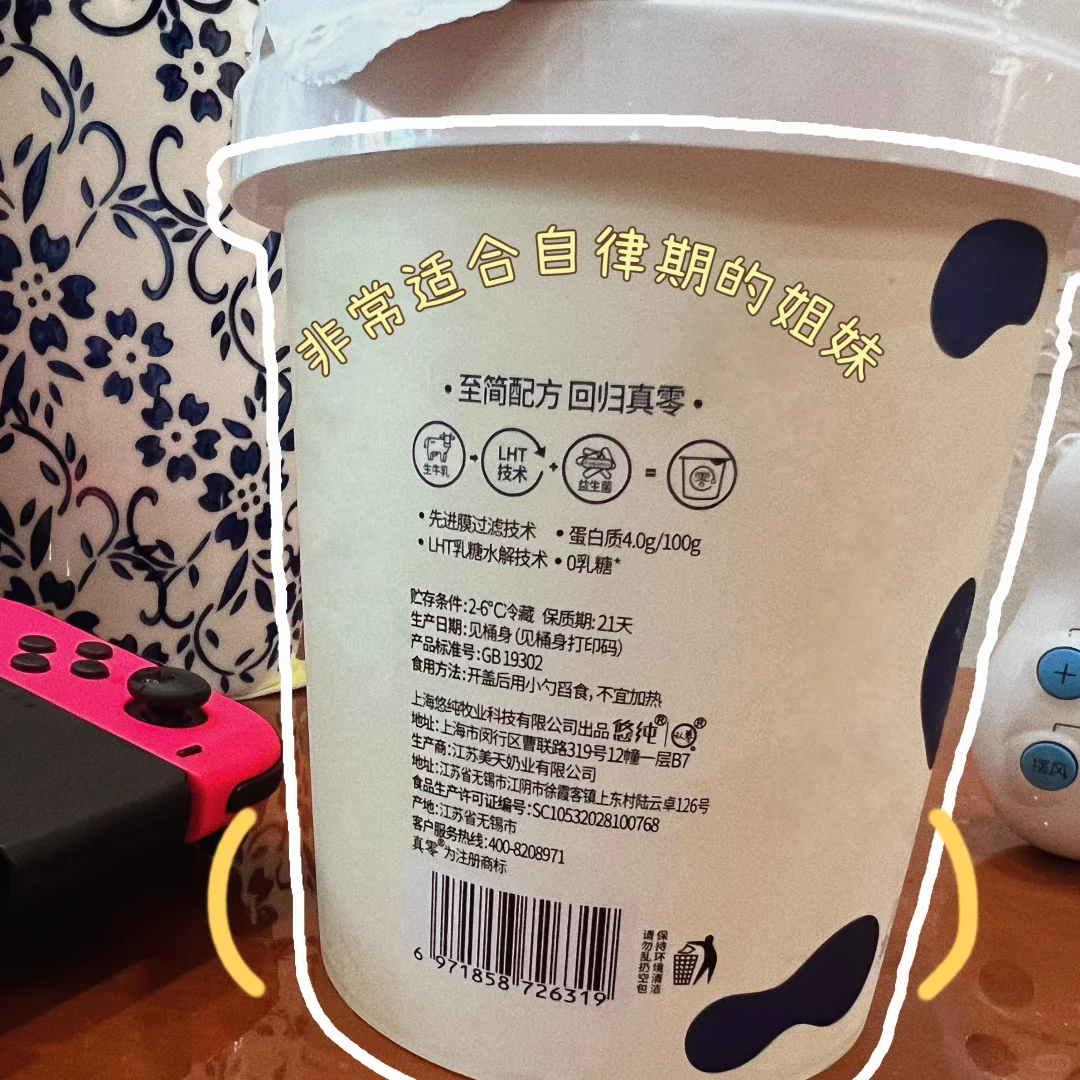 非常适合自律期的姐妹
·至简配方 回归真零·
生牛乳
LHT
技术
益生菌
零
·先进膜过滤技术 ·蛋白质4.0g/100g
·LHT乳糖水解技术 ·0乳糖*
贮存条件:2-6℃冷藏 保质期:21天
生产日期:见桶身(见桶身打印码)
产品标准号:GB 19302
食用方法:开盖后用小勺舀食,不宜加热
上海悠纯牧业科技有限公司出品 悠纯® ®
地址:上海市闵行区曹联路319号12幢一层B7
生产商:江苏美天奶业有限公司
地址:江苏省无锡市江阴市徐霞客镇上东村陆云卓126号
食品生产许可证编号:SC10532028100768
产地:江苏省无锡市
客户服务热线:400-8208971
真零®为注册商标
6 971858 726319
保持环境清洁
请勿乱扔空包
+
摆风